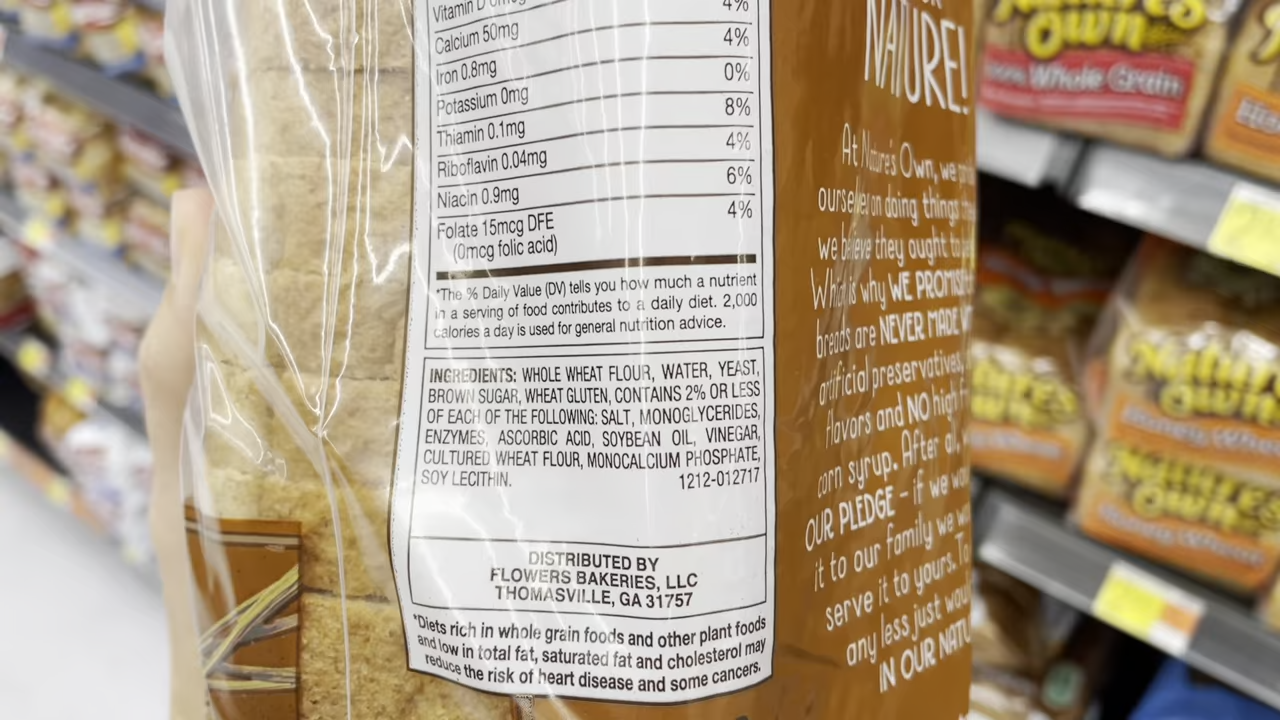 Vitamin D 0mcg
Calcium 50mg 4%
Iron 0.8mg 4%
Potassium 0mg 0%
Thiamin 0.1mg 8%
Riboflavin 0.04mg 4%
Niacin 0.9mg 6%
Folate 15mcg DFE 4%
(0mcg folic acid)
*The % Daily Value (DV) tells you how much a nutrient
in a serving of food contributes to a daily diet. 2,000
calories a day is used for general nutrition advice.
INGREDIENTS: WHOLE WHEAT FLOUR, WATER, YEAST,
BROWN SUGAR, WHEAT GLUTEN, CONTAINS 2% OR LESS
OF EACH OF THE FOLLOWING: SALT, MONOGLYCERIDES,
ENZYMES, ASCORBIC ACID, SOYBEAN OIL, VINEGAR,
CULTURED WHEAT FLOUR, MONOCALCIUM PHOSPHATE,
SOY LECITHIN. 1212-012717
DISTRIBUTED BY
FLOWERS BAKERIES, LLC
THOMASVILLE, GA 31757
*Diets rich in whole grain foods and other plant foods
and low in total fat, saturated fat and cholesterol may
reduce the risk of heart disease and some cancers.
NATURE!
At Nature's Own, we
on doing things
we believe they ought to
is why WE PROMISE
breads are NEVER MADE
artificial preservatives,
flavors and NO high
corn syrup. After all,
OUR PLEDGE – if we
it to our family we
serve it to yours.
any less just
IN OUR
Nature's
Own
Whole Grain
Nature's
Own
Honey Wheat
Nature's
Own
Honey Wheat